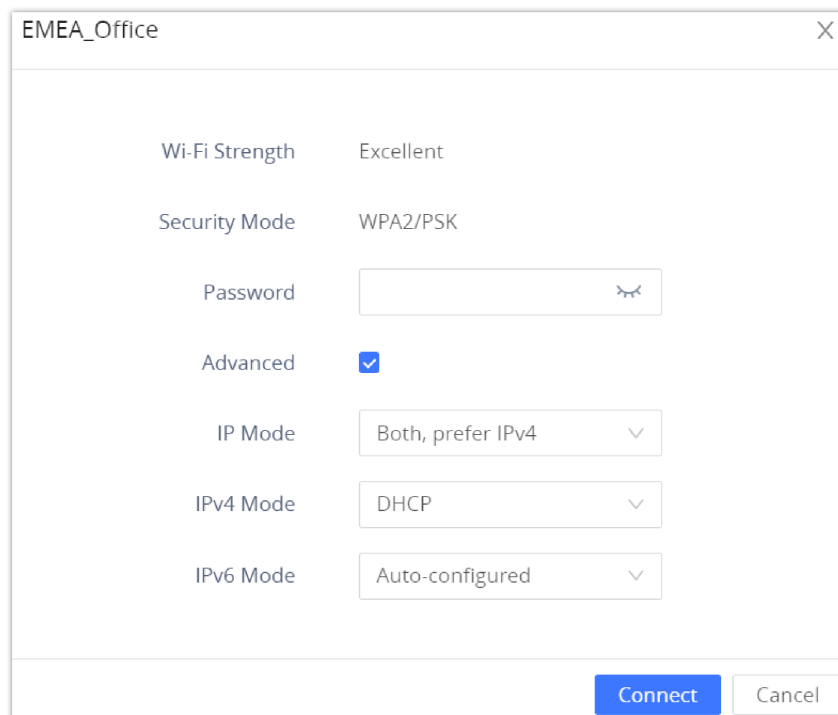 EMEA_Office
Wi-Fi Strength Excellent
Security Mode WPA2/PSK
Password
Advanced
IP Mode Both, prefer IPv4
IPv4 Mode DHCP
IPv6 Mode Auto-configured
Connect Cancel